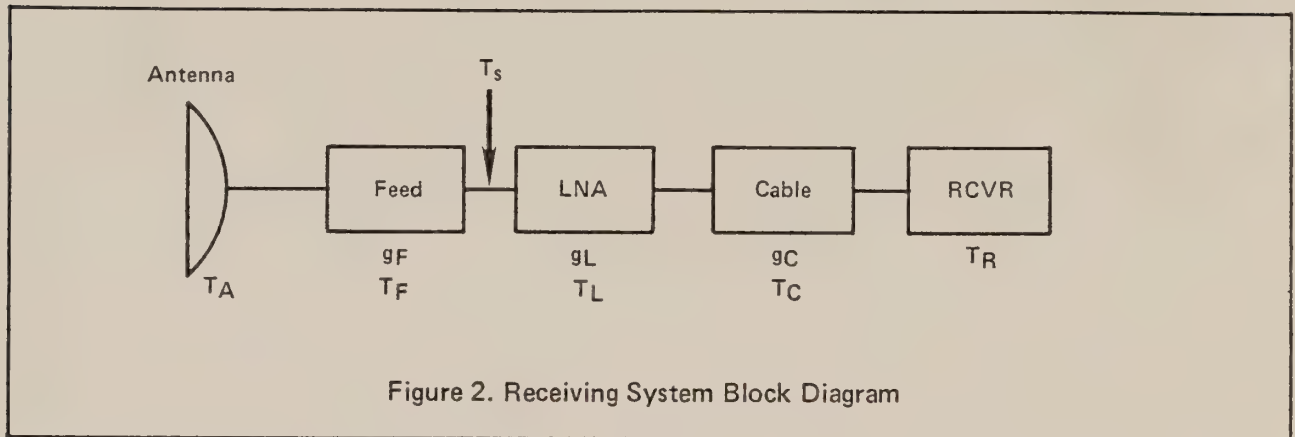 Antenna
T_s
Feed
LNA
Cable
RCVR
g_F
g_L
g_C
T_R
T_A
T_F
T_L
T_C
Figure 2. Receiving System Block Diagram